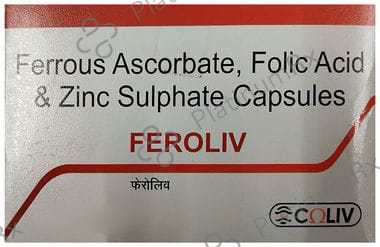 Ferrous Ascorbate, Folic Acid
& Zinc Sulphate Capsules
FEROLIV
फेरोलिव
COLIV